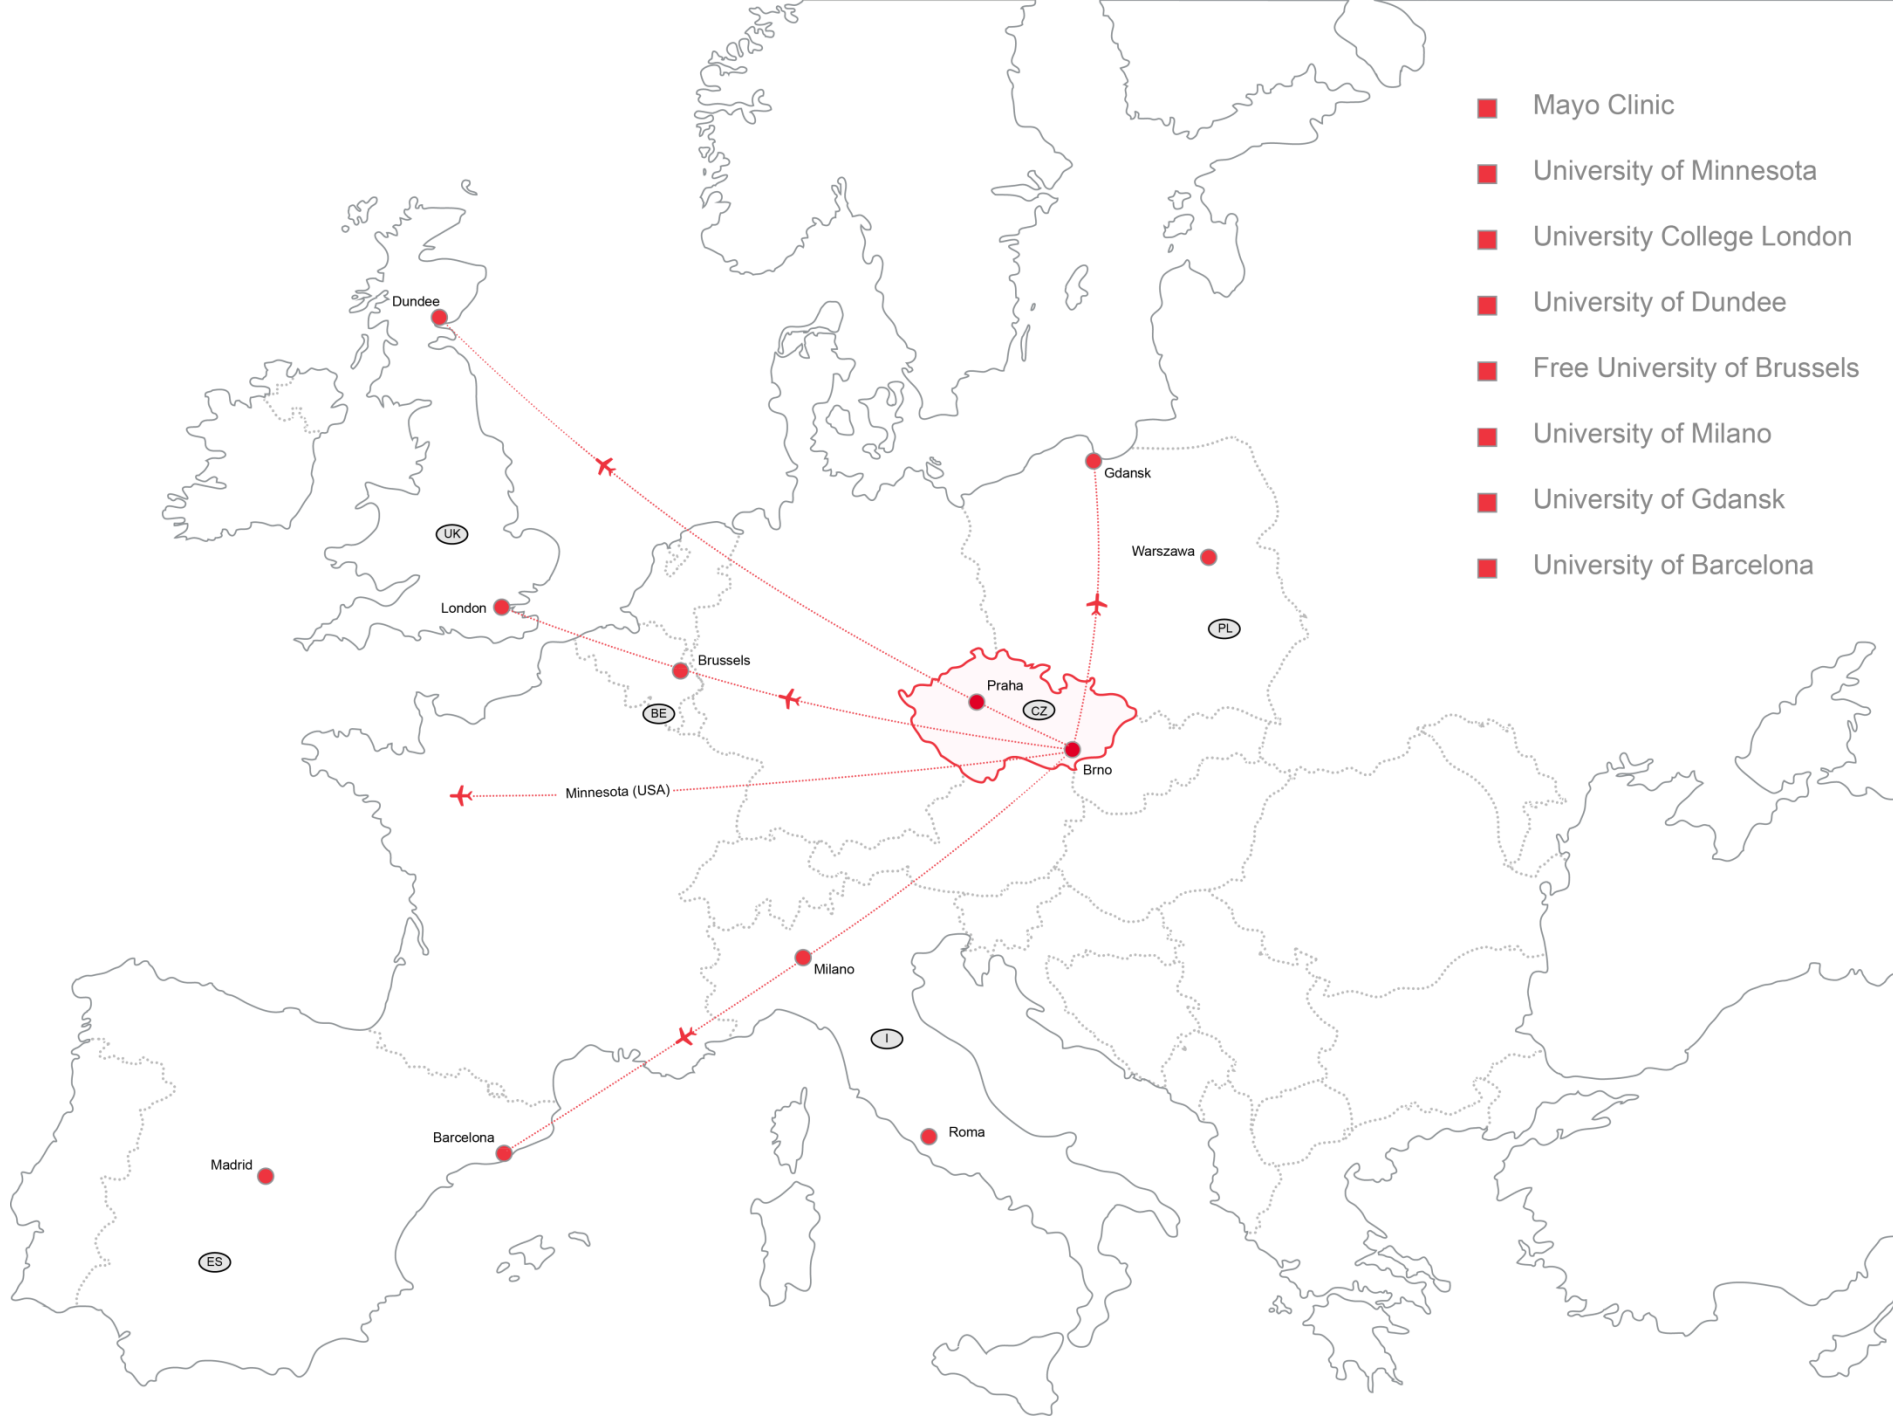 Mayo Clinic
University of Minnesota
University College London
University of Dundee
Free University of Brussels
University of Milano
University of Gdansk
University of Barcelona
Dundee
Gdansk
UK
Warszawa
London
PL
Brussels
Praha
BE
CZ
Brno
Minnesota (USA)
Milano
I
Barcelona
Roma
Madrid
ES